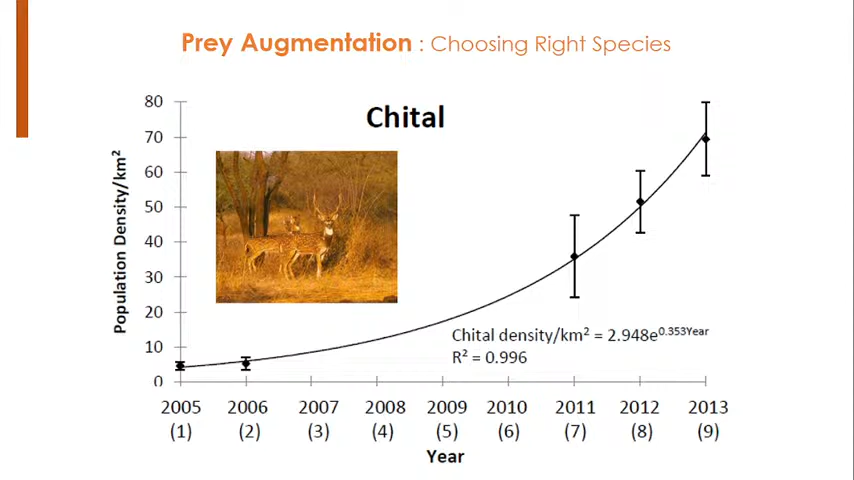 Prey Augmentation : Choosing Right Species
Chital
Population Density/km²
80
70
60
50
40
30
20
10
0
Chital density/km² = 2.948e^0.353Year
R² = 0.996
2005 2006 2007 2008 2009 2010 2011 2012 2013
(1) (2) (3) (4) (5) (6) (7) (8) (9)
Year